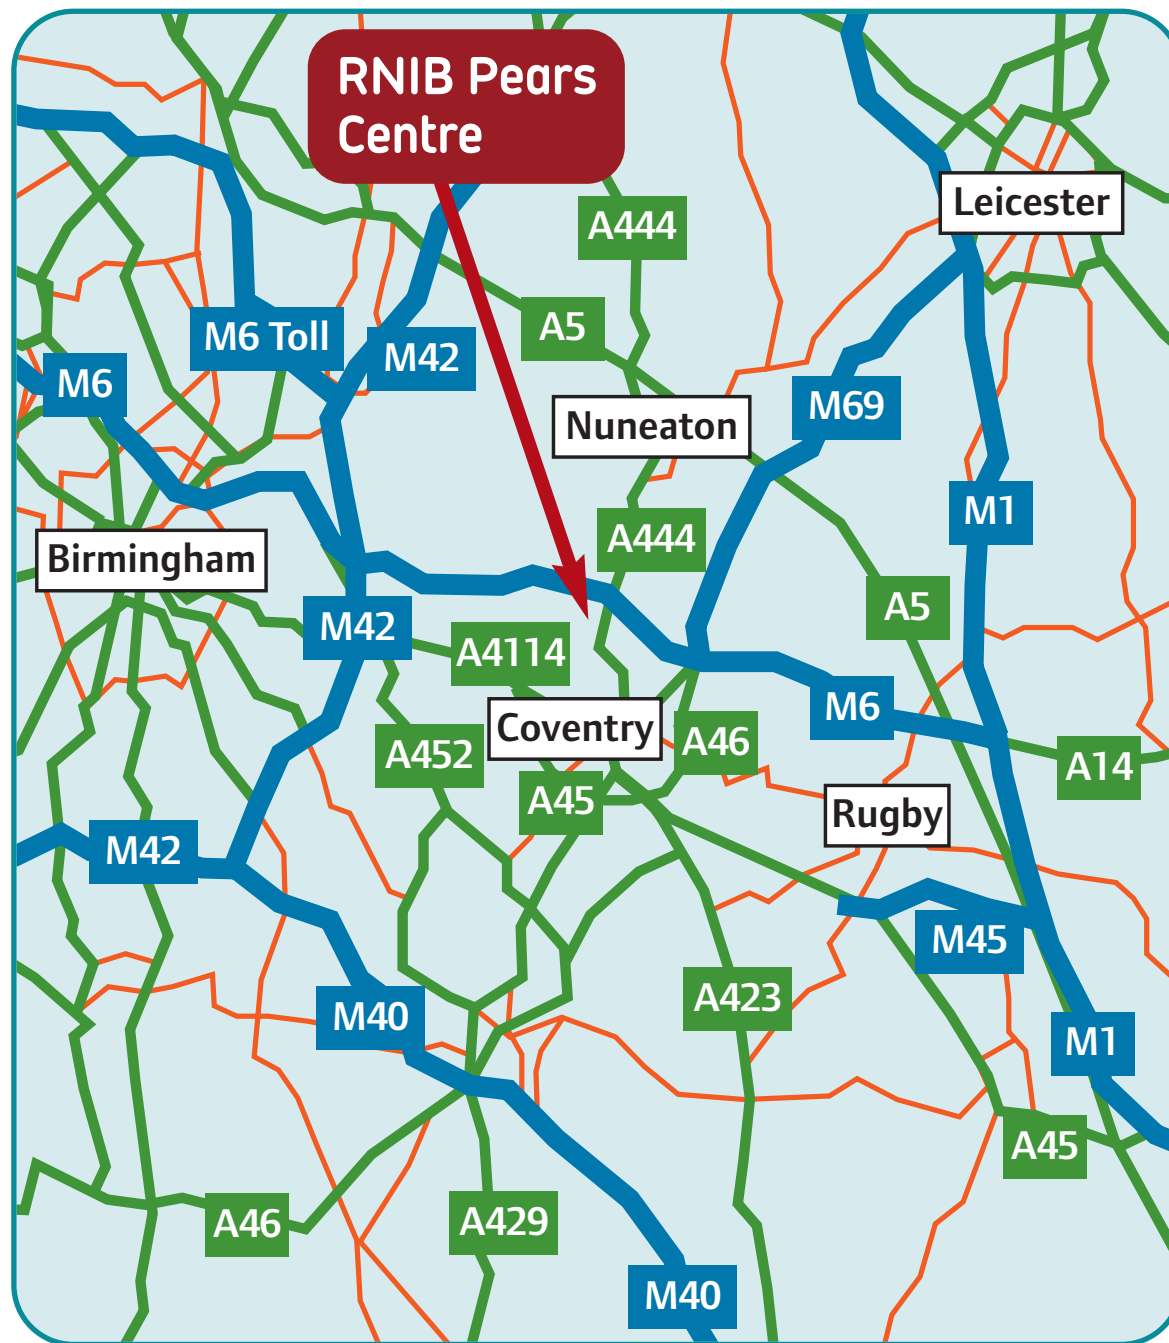 RNIB Pears
Centre
Leicester
A444
A5
M6 Toll
M42
M6
M69
Nuneaton
M1
A444
Birmingham
A5
M42
A4114
M6
Coventry
A46
A452
A14
A45
Rugby
M42
M45
A423
M40
M1
A45
A46
A429
M40